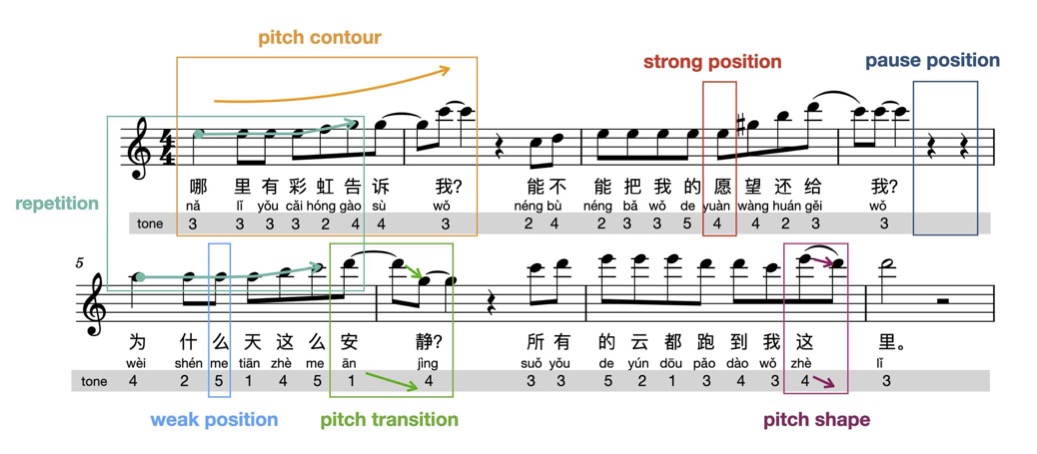 pitch contour
strong position
pause position
哪 里 有 彩 虹 告 诉 我? 能 不 能 把 我 的 愿 望 还 给 我?
repetition
nǎ lǐ yǒu cǎi hóng gào sù wǒ néng bù néng bǎ wǒ de yuàn wàng huán gěi wǒ
tone 3 3 3 3 2 4 4 3 2 4 2 3 3 5 4 4 2 3 3
5
为 什 么 天 这 么 安 静? 所 有 的 云 都 跑 到 我 这 里。
wèi shén me tiān zhè me ān jìng suǒ yǒu de yún dōu pǎo dào wǒ zhè lǐ
tone 4 2 5 1 4 5 1 4 3 3 5 2 1 3 4 3 4 3
weak position
pitch transition
pitch shape